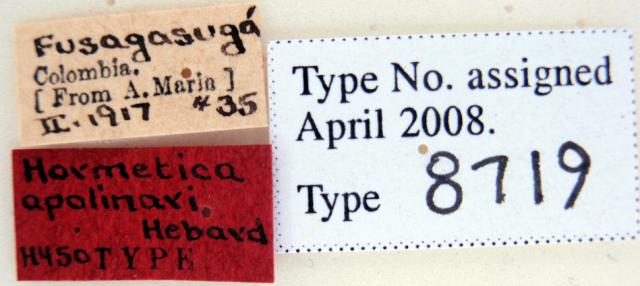 Fusagasugá
Colombia.
[ From A. Maria ]
II. 1917 #35
Hormetica
apolinari
Hebard
H450 TYPE
Type No. assigned
April 2008.
Type 8719